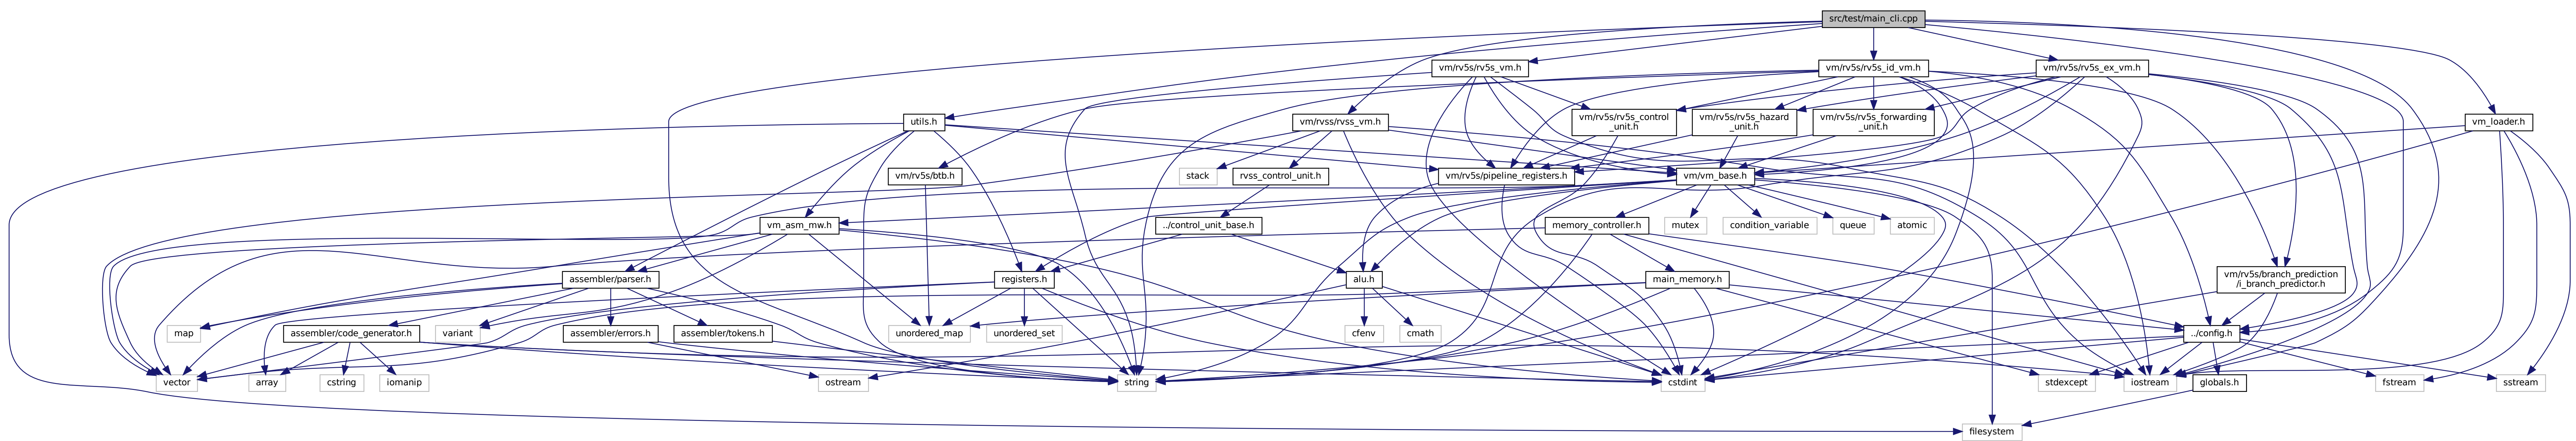 src/test/main_cli.cpp
vm/rv5s/rv5s_vm.h
vm/rv5s/rv5s_id_vm.h
vm/rv5s/rv5s_ex_vm.h
utils.h
vm/rvss/rvss_vm.h
vm/rv5s/rv5s_control
_unit.h
vm/rv5s/rv5s_hazard
_unit.h
vm/rv5s/rv5s_forwarding
_unit.h
vm_loader.h
vm/rv5s/btb.h
stack
rvss_control_unit.h
vm/rv5s/pipeline_registers.h
vm/vm_base.h
vm_asm_mw.h
../control_unit_base.h
memory_controller.h
mutex
condition_variable
queue
atomic
assembler/parser.h
registers.h
alu.h
main_memory.h
vm/rv5s/branch_prediction
/i_branch_predictor.h
map
assembler/code_generator.h
variant
assembler/errors.h
assembler/tokens.h
unordered_map
unordered_set
cfenv
cmath
../config.h
vector
array
cstring
iomanip
ostream
string
cstdint
stdexcept
iostream
globals.h
fstream
sstream
filesystem